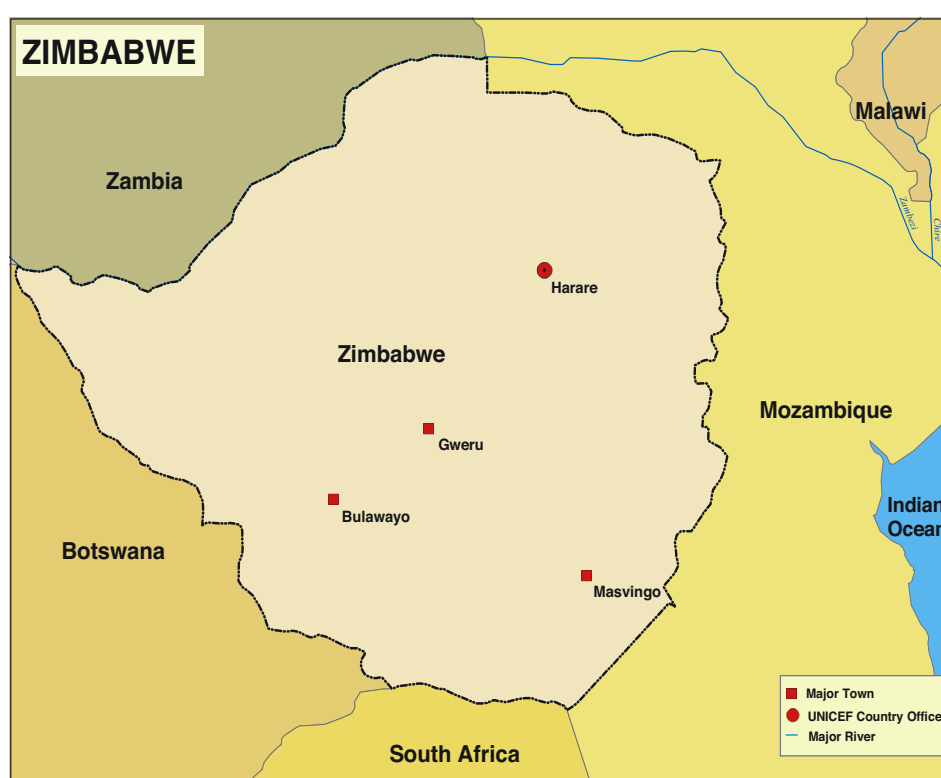 ZIMBABWE
Malawi
Zambia
Zambezi
Chire
Harare
Zimbabwe
Mozambique
Gweru
Indian
Ocean
Bulawayo
Botswana
Masvingo
Major Town
UNICEF Country Office
Major River
South Africa